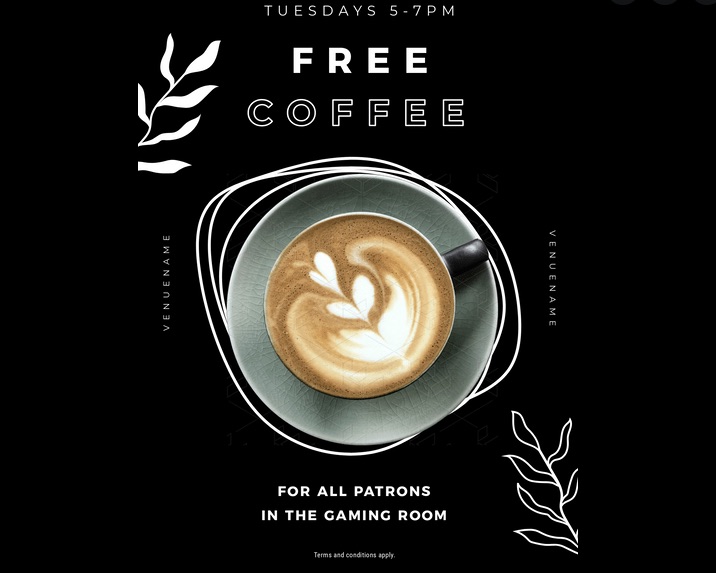 TUESDAYS 5-7PM
FREE
COFFEE
VENUENAME
VENUENAME
FOR ALL PATRONS
IN THE GAMING ROOM
Terms and conditions apply.